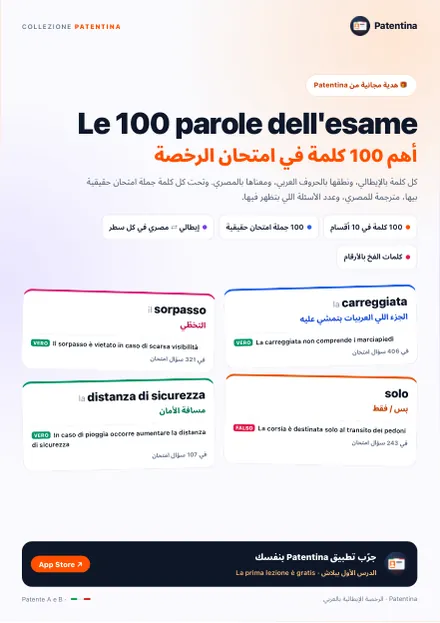 COLLEZIONE PATENTINA
Patentina
هدية مجانية من Patentina
Le 100 parole dell'esame
أهم 100 كلمة في امتحان الرخصة
كل كلمة بالإيطالي، ونطقها بالحروف العربي، ومعناها بالمصري. وتحت كل كلمة جملة امتحان حقيقية
بيها، مترجمة للمصري، وعدد الأسئلة اللي بتظهر فيها.
100 كلمة في 10 أقسام
100 جملة امتحان حقيقية
إيطالي ⇄ مصري في كل سطر
كلمات الفخ بالأرقام
la carreggiata
الجزء اللي العربيات بتمشي عليه
VERO La carreggiata non comprende i marciapiedi
في 406 سؤال امتحان
il sorpasso
التخطّي
VERO Il sorpasso è vietato in caso di scarsa visibilità
في 321 سؤال امتحان
solo
بس / فقط
FALSO La corsia è destinata solo al transito dei pedoni
في 243 سؤال امتحان
la distanza di sicurezza
مسافة الأمان
VERO In caso di pioggia occorre aumentare la distanza
di sicurezza
في 107 سؤال امتحان
جرّب تطبيق Patentina بنفسك
الدرس الأول ببلاش · La prima lezione è gratis
App Store ↗
Patentina · الرخصة الإيطالية بالعربي
Patente A e B ·